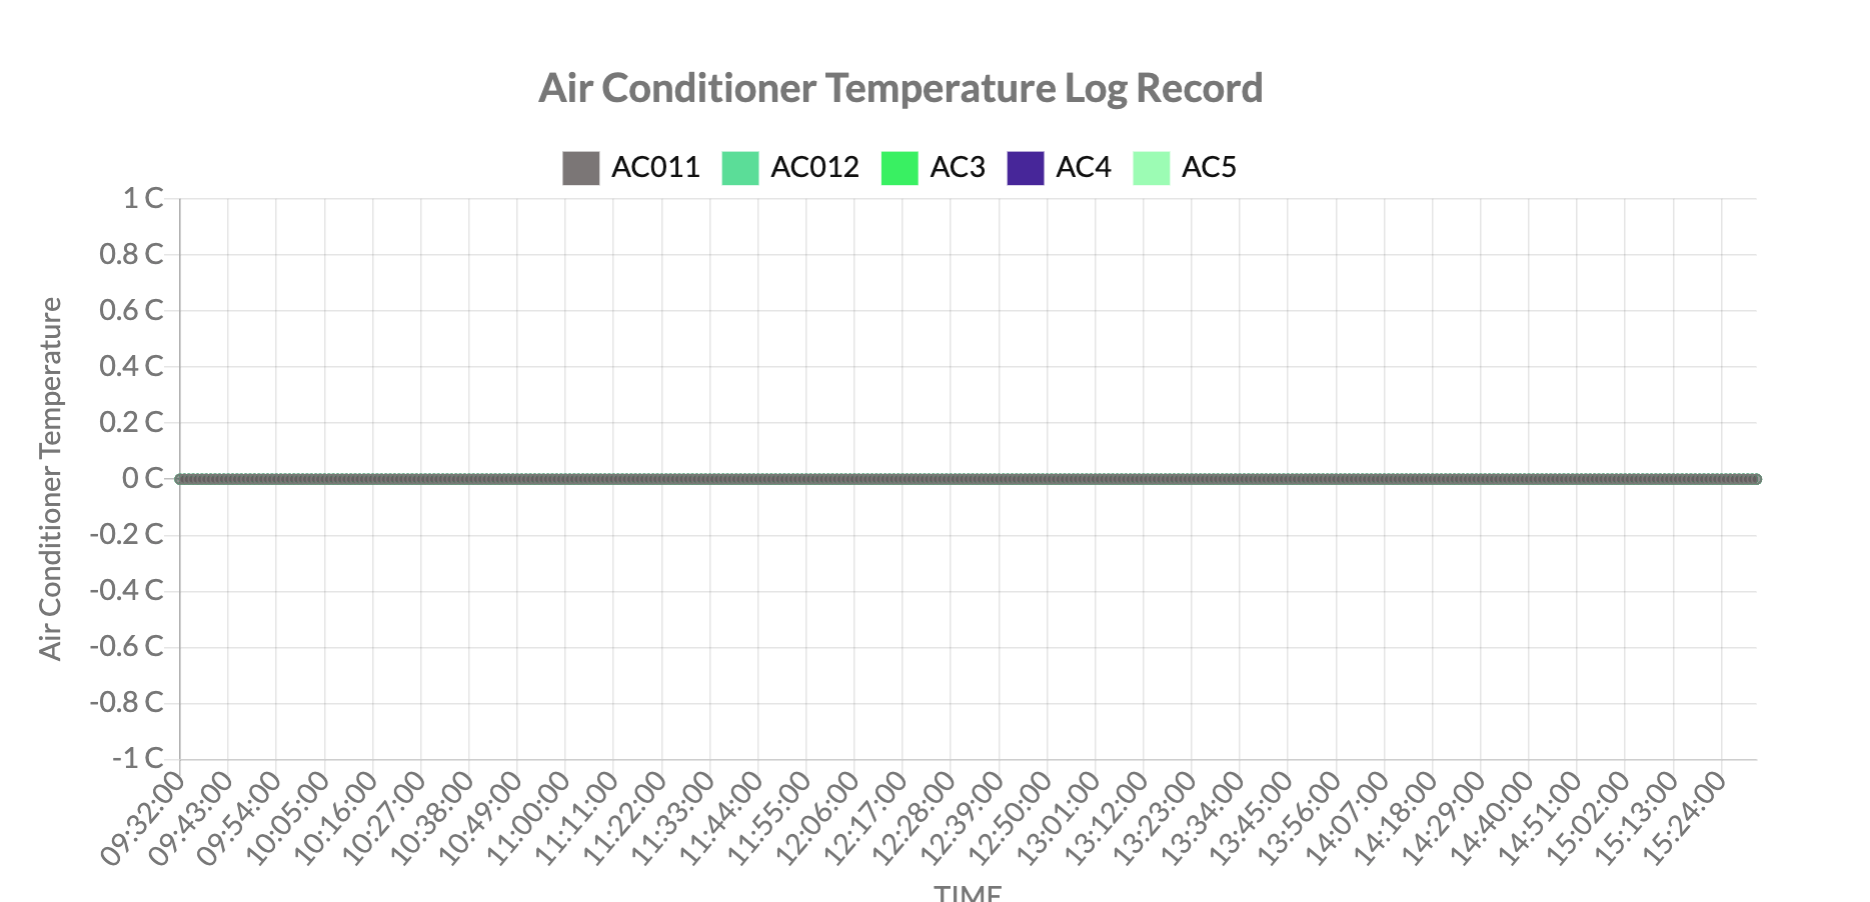 Air Conditioner Temperature Log Record
AC011 AC012 AC3 AC4 AC5
Air Conditioner Temperature
1 C
0.8 C
0.6 C
0.4 C
0.2 C
0 C
-0.2 C
-0.4 C
-0.6 C
-0.8 C
-1 C
09:32:00 09:43:00 09:54:00 10:05:00 10:16:00 10:27:00 10:38:00 10:49:00 11:00:00 11:11:00 11:22:00 11:33:00 11:44:00 11:55:00 12:06:00 12:17:00 12:28:00 12:39:00 12:50:00 13:01:00 13:12:00 13:23:00 13:34:00 13:45:00 13:56:00 14:07:00 14:18:00 14:29:00 14:40:00 14:51:00 15:02:00 15:13:00 15:24:00
TIME